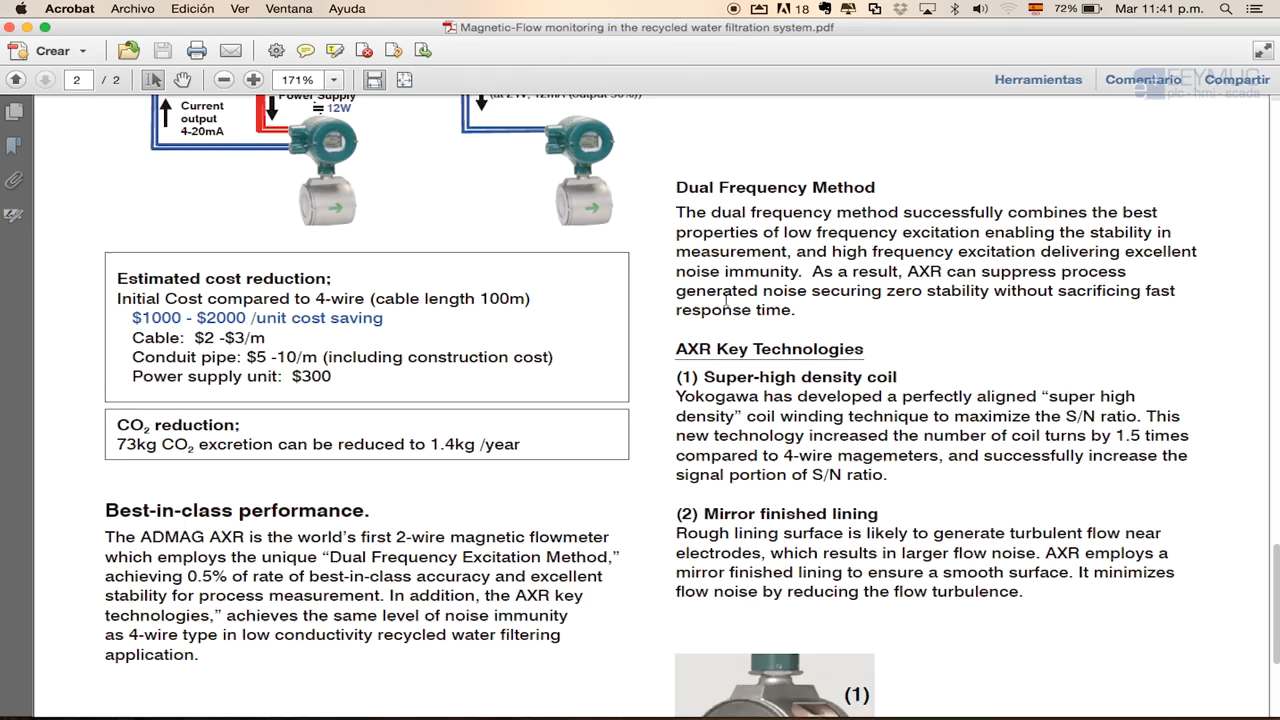 Acrobat Archivo Edición Ver Ventana Ayuda
18 72% Mar 11:41 p.m.
Magnetic-Flow monitoring in the recycled water filtration system.pdf
Crear
2 / 2 171% Herramientas Comentario Compartir
FEYMUO
plc - hmi - scada
Power Supply
= 12W
Current
output
4-20mA
(at 24V, 12mA (output 50%))
Estimated cost reduction;
Initial Cost compared to 4-wire (cable length 100m)
$1000 - $2000 /unit cost saving
Cable: $2 -$3/m
Conduit pipe: $5 -10/m (including construction cost)
Power supply unit: $300
CO₂ reduction;
73kg CO₂ excretion can be reduced to 1.4kg /year
Best-in-class performance.
The ADMAG AXR is the world's first 2-wire magnetic flowmeter
which employs the unique “Dual Frequency Excitation Method,”
achieving 0.5% of rate of best-in-class accuracy and excellent
stability for process measurement. In addition, the AXR key
technologies,” achieves the same level of noise immunity
as 4-wire type in low conductivity recycled water filtering
application.
Dual Frequency Method
The dual frequency method successfully combines the best
properties of low frequency excitation enabling the stability in
measurement, and high frequency excitation delivering excellent
noise immunity. As a result, AXR can suppress process
generated noise securing zero stability without sacrificing fast
response time.
AXR Key Technologies
(1) Super-high density coil
Yokogawa has developed a perfectly aligned “super high
density” coil winding technique to maximize the S/N ratio. This
new technology increased the number of coil turns by 1.5 times
compared to 4-wire magemeters, and successfully increase the
signal portion of S/N ratio.
(2) Mirror finished lining
Rough lining surface is likely to generate turbulent flow near
electrodes, which results in larger flow noise. AXR employs a
mirror finished lining to ensure a smooth surface. It minimizes
flow noise by reducing the flow turbulence.
(1)